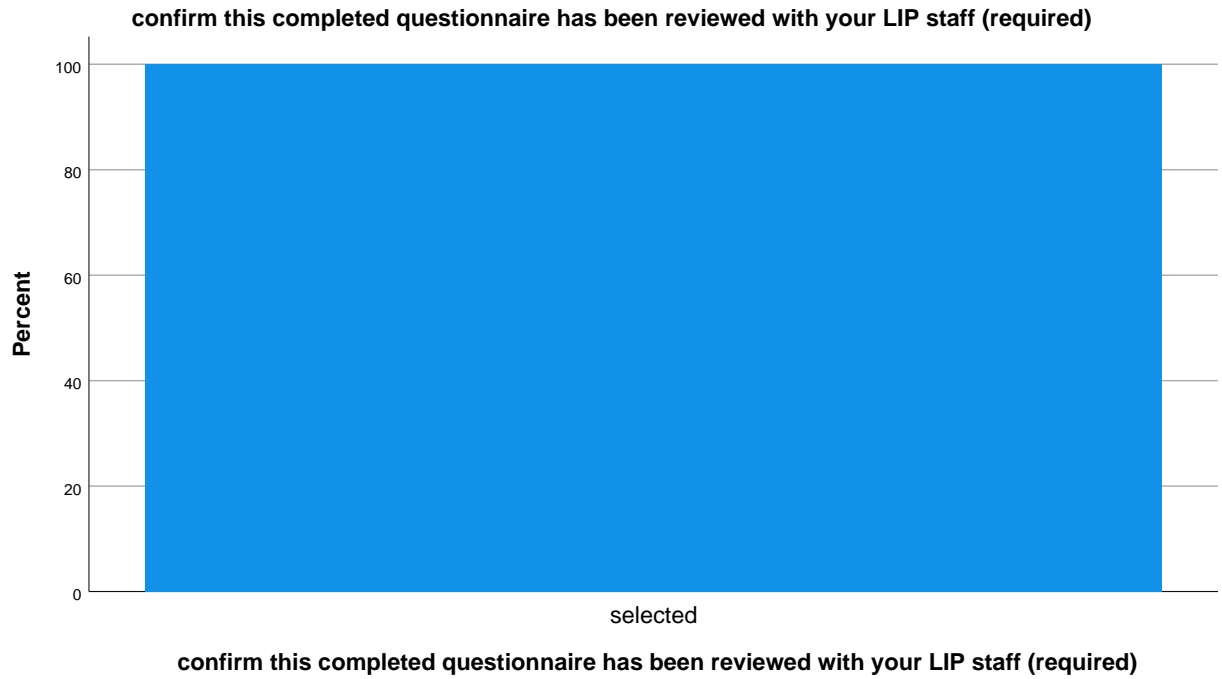 confirm this completed questionnaire has been reviewed with your LIP staff (required)
100
80
60
40
20
0
Percent
selected
confirm this completed questionnaire has been reviewed with your LIP staff (required)